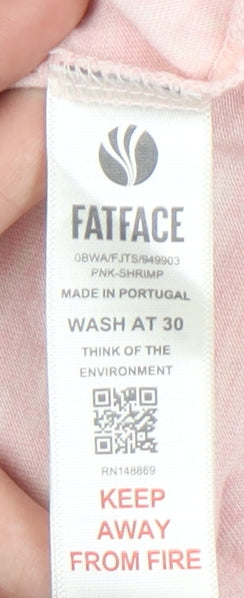 FATFACE
0BWA/FJTS/949903
PNK-SHRIMP
MADE IN PORTUGAL
WASH AT 30
THINK OF THE
ENVIRONMENT
RN148869
KEEP
AWAY
FROM FIRE